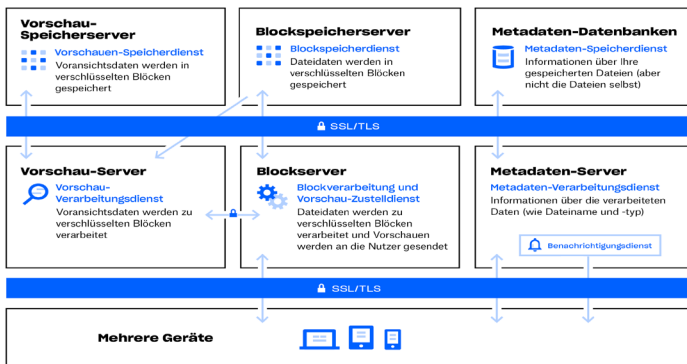 Vorschau-
Speicherserver
Vorschauen-Speicherdienst
Voransichtsdaten werden in
verschlüsselten Blöcken
gespeichert
Blockspeicherserver
Blockspeicherdienst
Dateidaten werden in
verschlüsselten Blöcken
gespeichert
Metadaten-Datenbanken
Metadaten-Speicherdienst
Informationen über Ihre
gespeicherten Dateien (aber
nicht die Dateien selbst)
SSL/TLS
Vorschau-Server
Vorschau-
Verarbeitungsdienst
Voransichtsdaten werden zu
verschlüsselten Blöcken
verarbeitet
Blockserver
Blockverarbeitung und
Vorschau-Zustelldienst
Dateidaten werden zu
verschlüsselten Blöcken
verarbeitet und Vorschauen
werden an die Nutzer gesendet
Metadaten-Server
Metadaten-Verarbeitungsdienst
Informationen über die verarbeiteten
Daten (wie Dateiname und -typ)
Benachrichtigungsdienst
SSL/TLS
Mehrere Geräte